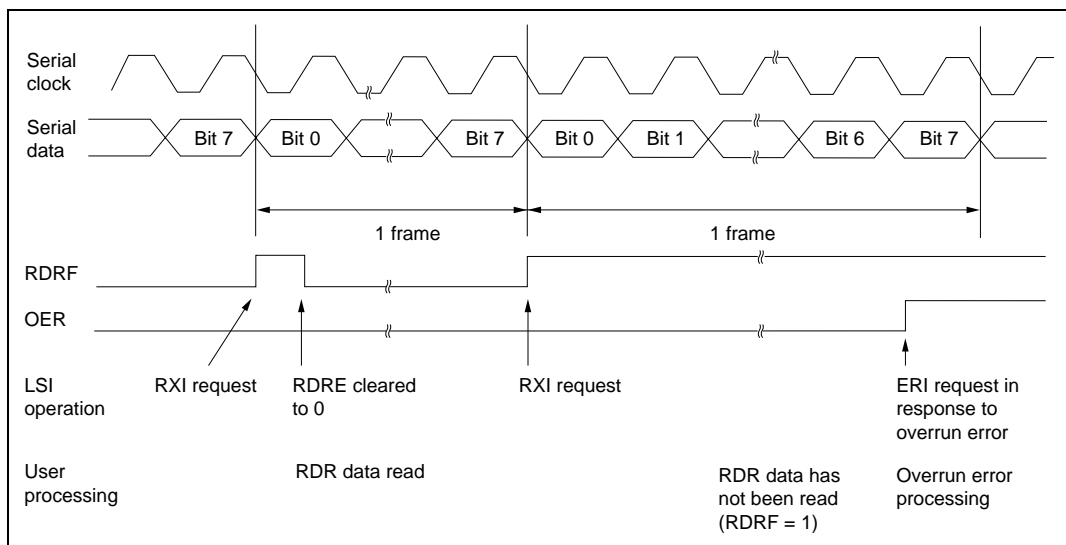 Serial
clock
Serial
data
Bit 7
Bit 0
Bit 7
Bit 0
Bit 1
Bit 6
Bit 7
1 frame
1 frame
RDRF
OER
LSI
operation
RXI request
RDRE cleared
to 0
RXI request
ERI request in
response to
overrun error
User
processing
RDR data read
RDR data has
not been read
(RDRF = 1)
Overrun error
processing